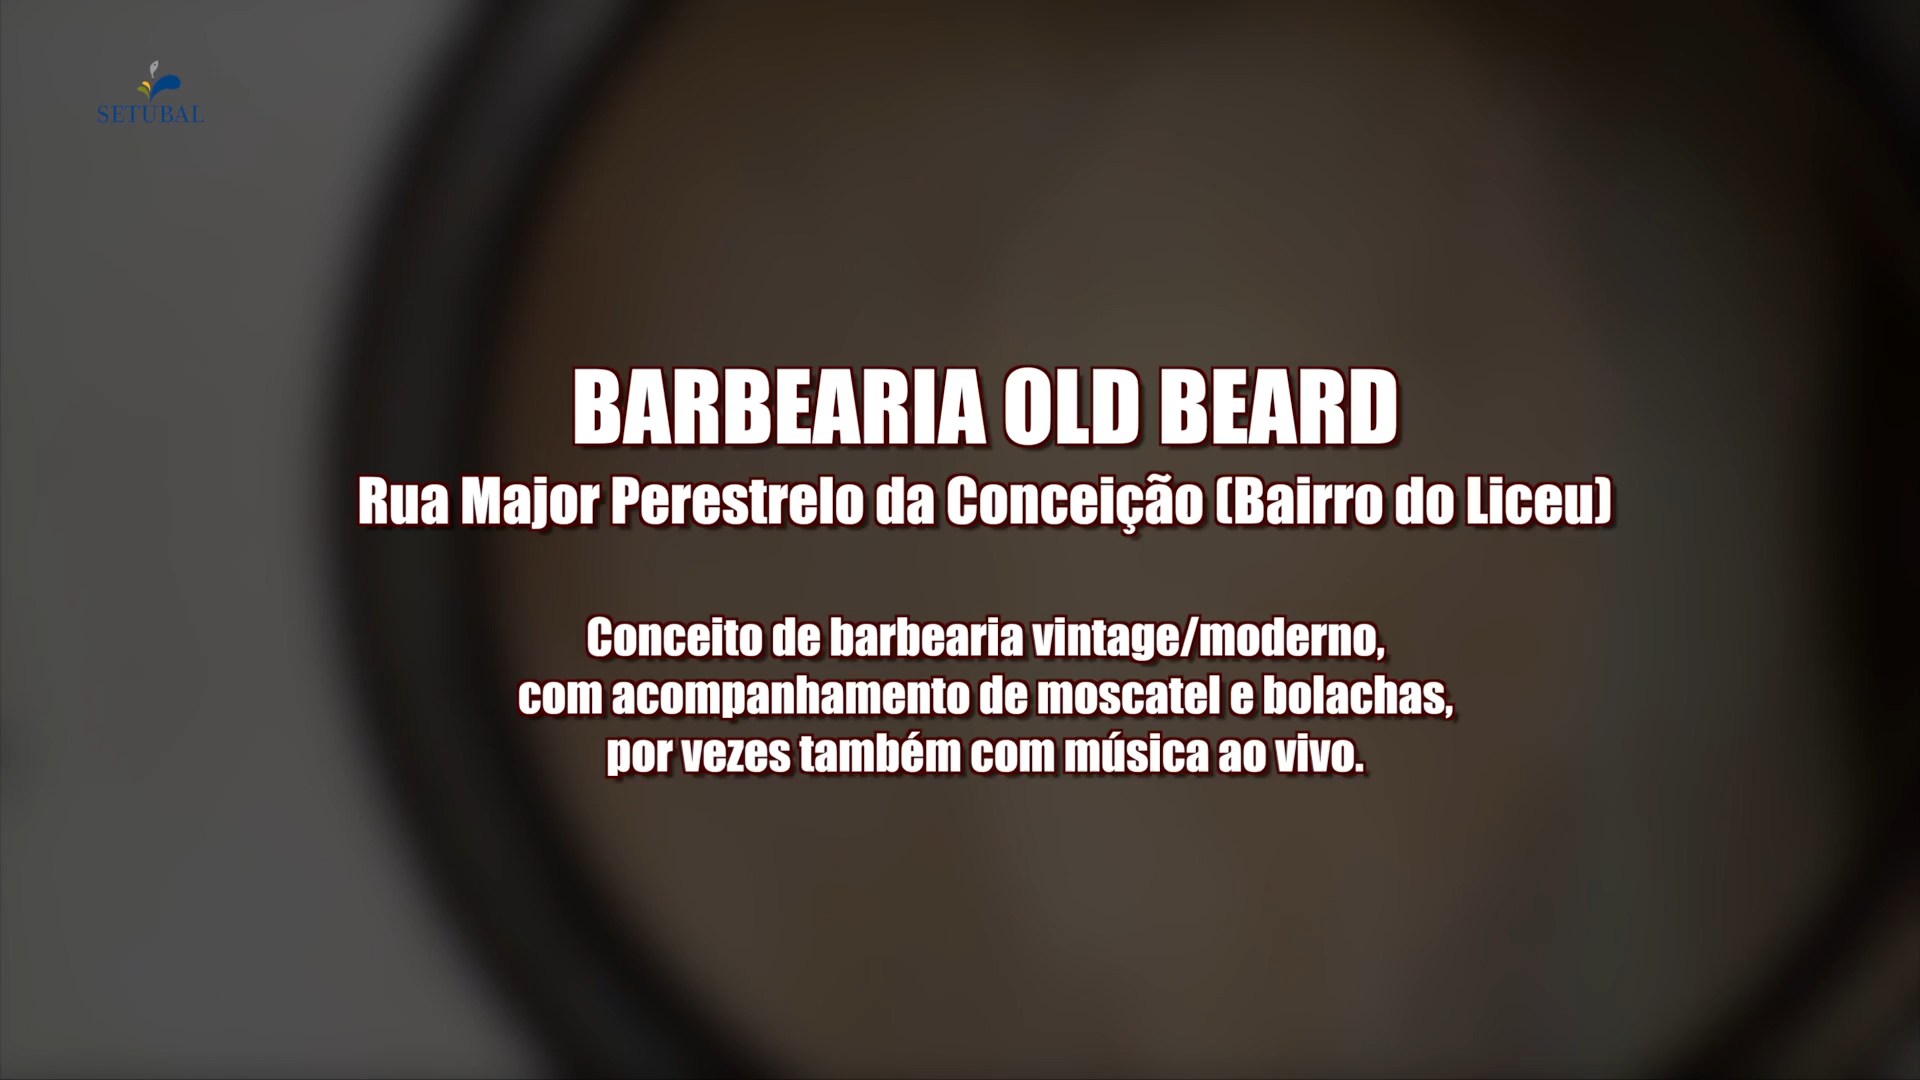 SETUBAL
BARBEARIA OLD BEARD
Rua Major Perestrelo da Conceição (Bairro do Liceu)
Conceito de barbearia vintage/moderno,
com acompanhamento de moscatel e bolachas,
por vezes também com música ao vivo.